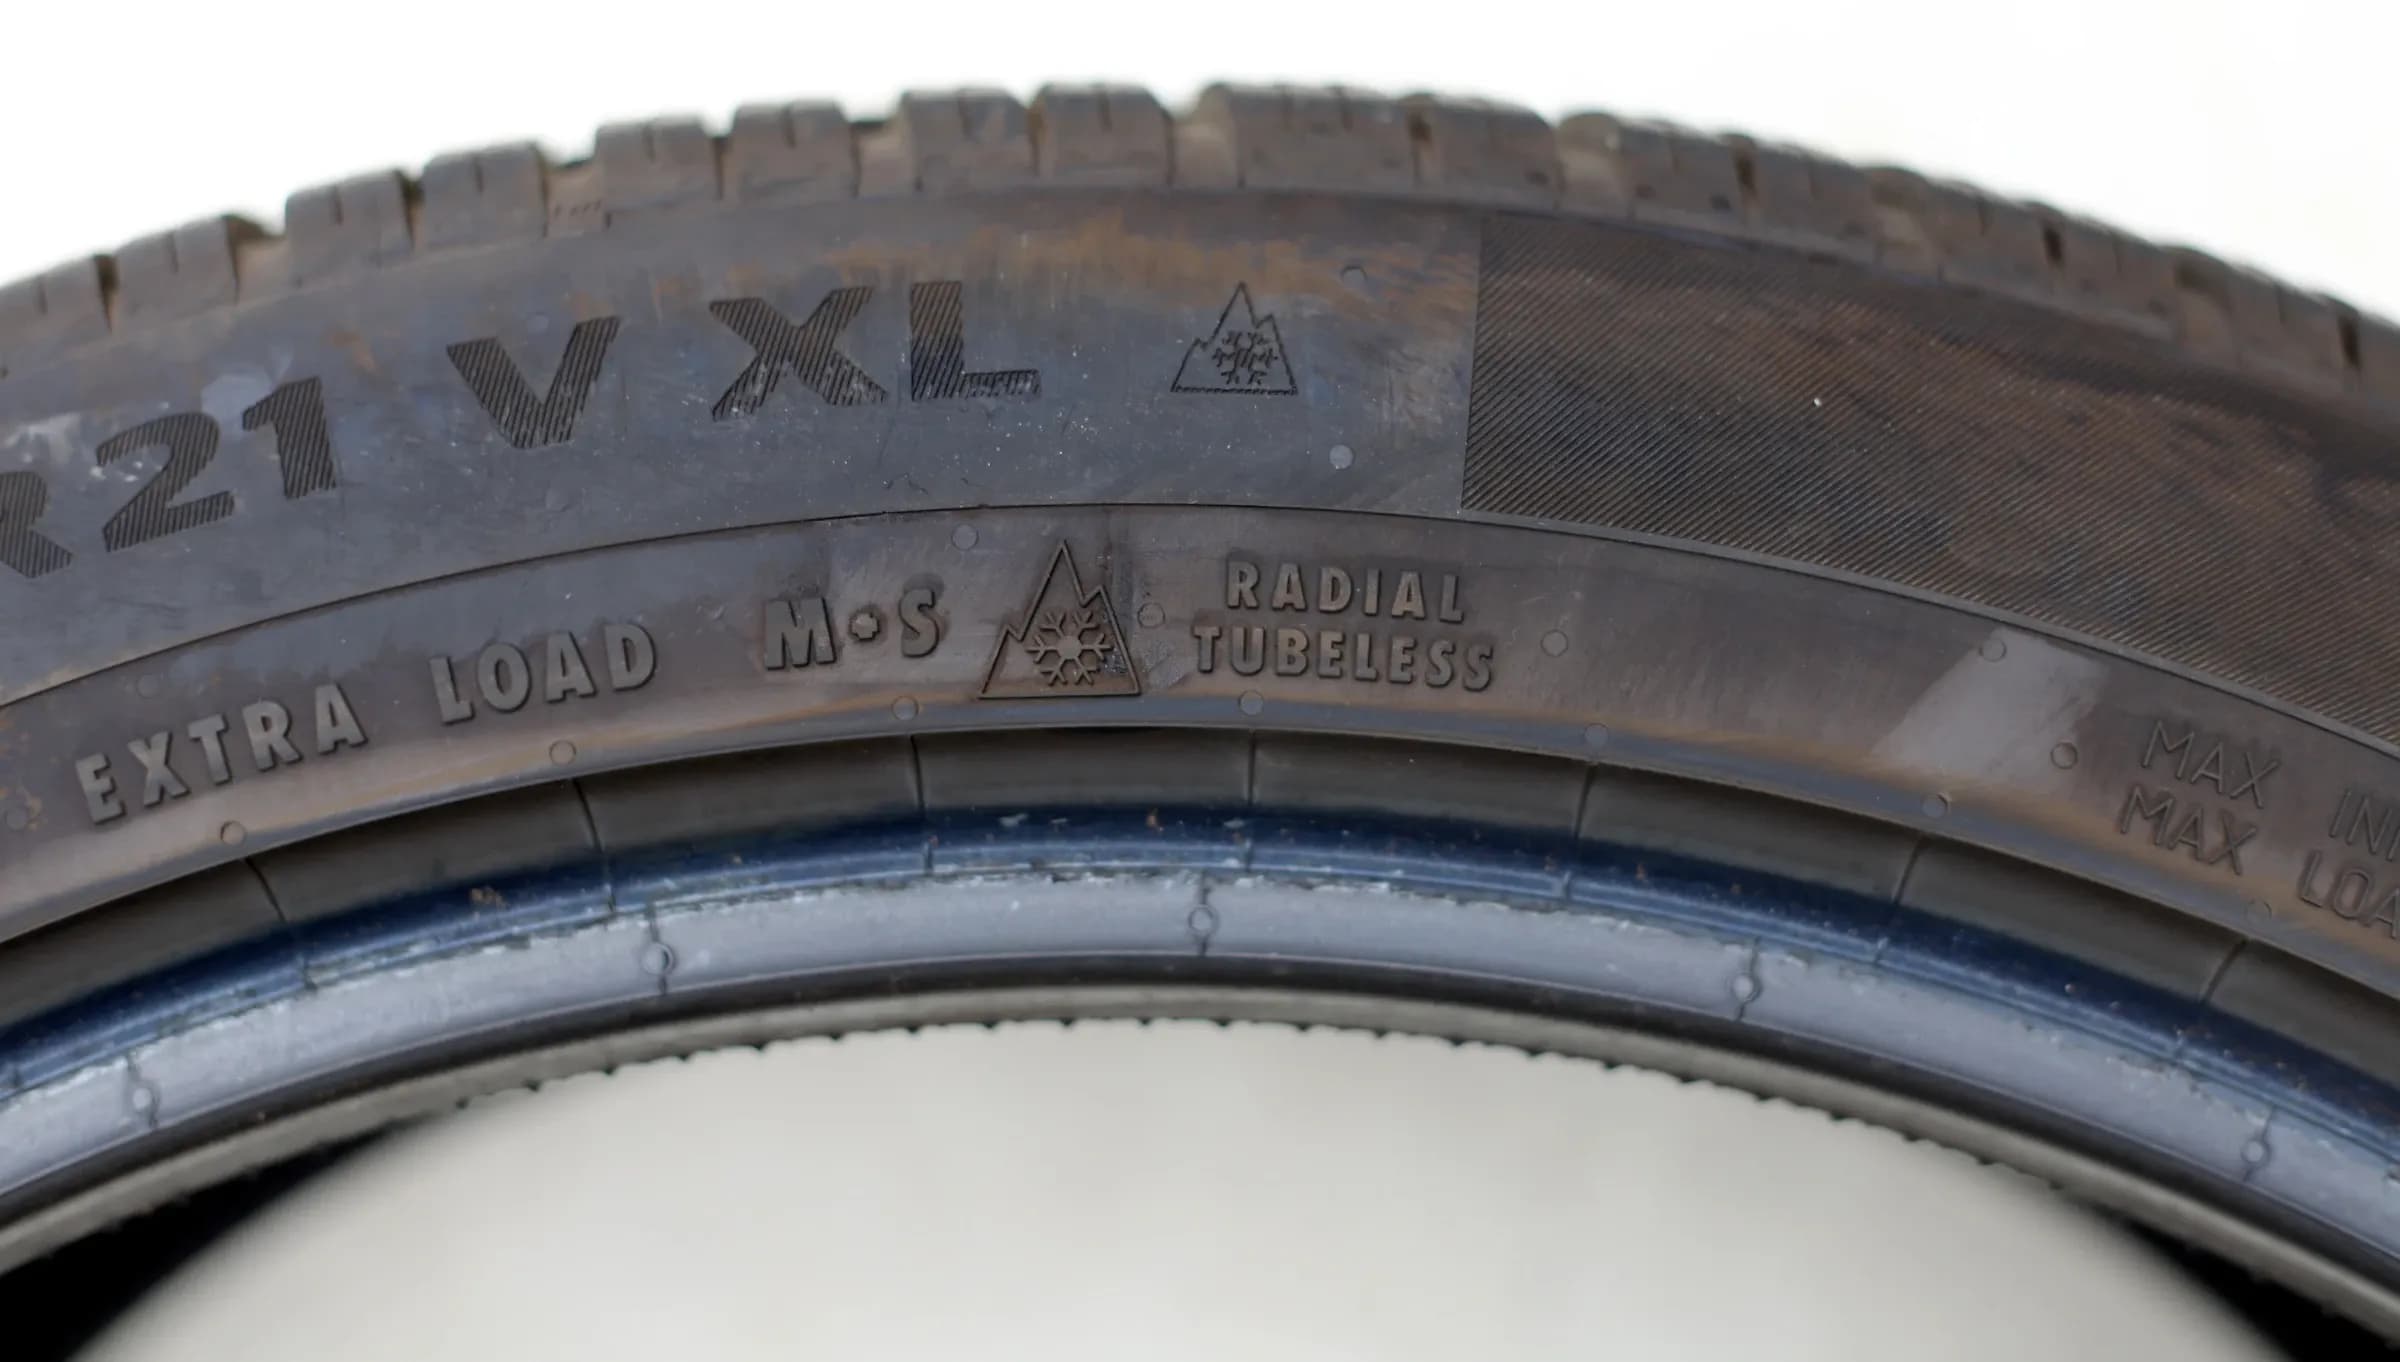 R21 V XL
EXTRA LOAD M+S RADIAL
TUBELESS
MAX
MAX